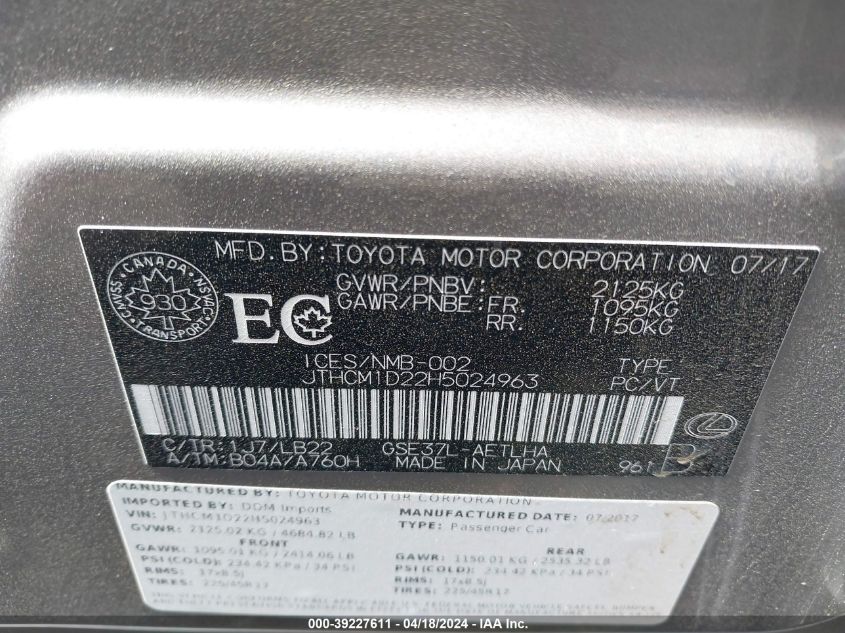 MFD. BY: TOYOTA MOTOR CORPORATION 07/17
CANADA
CMVSS 930 NSVAC
TRANSPORT
EC
GVWR/PNBV: 2125KG
GAWR/PNBE: FR. 1095KG
RR. 1150KG
ICES/NMB-002 TYPE
JTHCM1D22H5024963 PC/VT
C/TR: 1J7/LB22 GSE37L-AETLHA
A/TM: B04A/A760H MADE IN JAPAN 961 B
MANUFACTURED BY: TOYOTA MOTOR CORPORATION
IMPORTED BY: DDM Imports MANUFACTURED DATE: 07/2017
VIN: JTHCM1D22H5024963 TYPE: Passenger Car
GVWR: 2125.02 KG / 4684.82 LB
FRONT REAR
GAWR: 1095.01 KG / 2414.06 LB GAWR: 1150.01 KG / 2535.32 LB
PSI (COLD): 234.42 KPa / 34 PSI PSI (COLD): 234.42 KPa / 34 PSI
RIMS: 17x8.5j RIMS: 17x8.5j
TIRES: 225/45R17 TIRES: 225/45R17
000-39227611 - 04/18/2024 - IAA Inc.